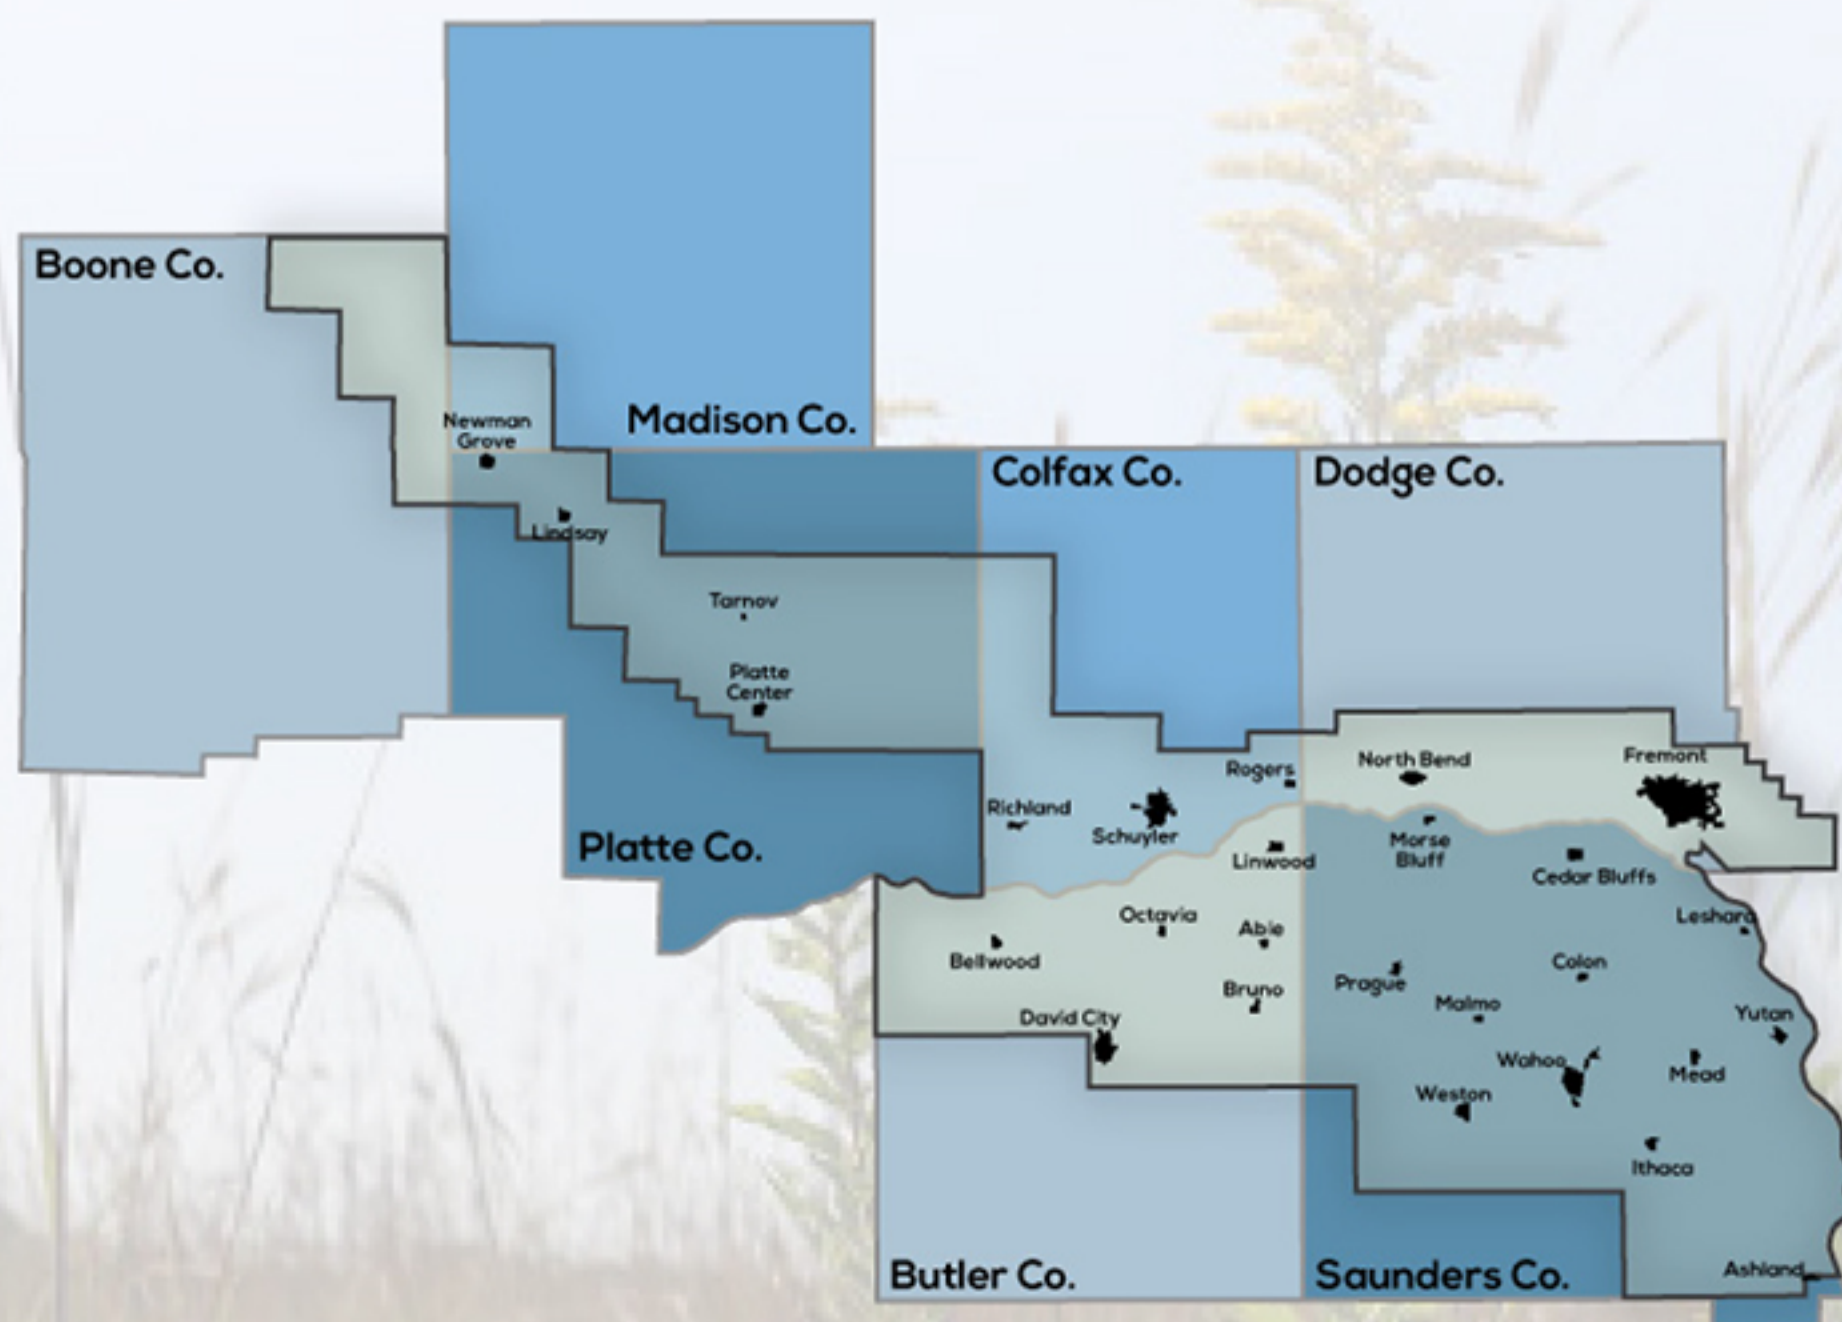 Boone Co.
Madison Co.
Newman
Grove
Colfax Co.
Dodge Co.
Lindsay
Tarnov
Platte
Center
Platte Co.
Richland
Schuyler
Rogers
North Bend
Fremont
Linwood
Morse
Bluff
Cedar Bluffs
Octavia
Abie
Leshara
Bellwood
Bruno
Prague
Colon
David City
Malmo
Yutan
Wahoo
Mead
Weston
Ithaca
Butler Co.
Saunders Co.
Ashland